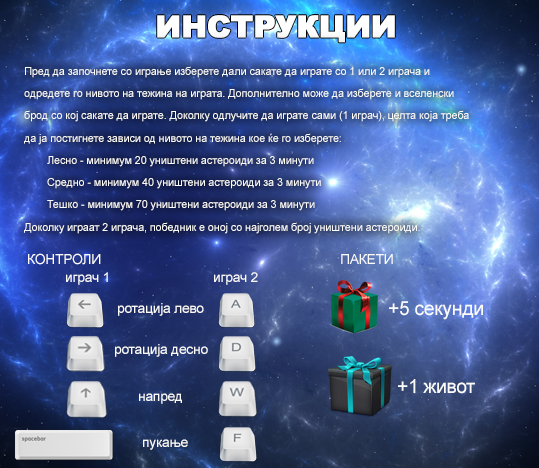 ИНСТРУКЦИИ
Пред да започнете со играње изберете дали сакате да играте со 1 или 2 играча и
одредете го нивото на тежина на играта. Дополнително може да изберете и вселенски
брод со кој сакате да играте. Доколку одлучите да играте сами (1 играч), целта која треба
да ја постигнете зависи од нивото на тежина кое ќе го изберете:
Лесно - минимум 20 уништени астероиди за 3 минути
Средно - минимум 40 уништени астероиди за 3 минути
Тешко - минимум 70 уништени астероиди за 3 минути
Доколку играат 2 играча, победник е оној со најголем број уништени астероиди.
КОНТРОЛИ ПАКЕТИ
играч 1 играч 2
← ротација лево A +5 секунди
→ ротација десно D
↑ напред W +1 живот
spacebar пукање F